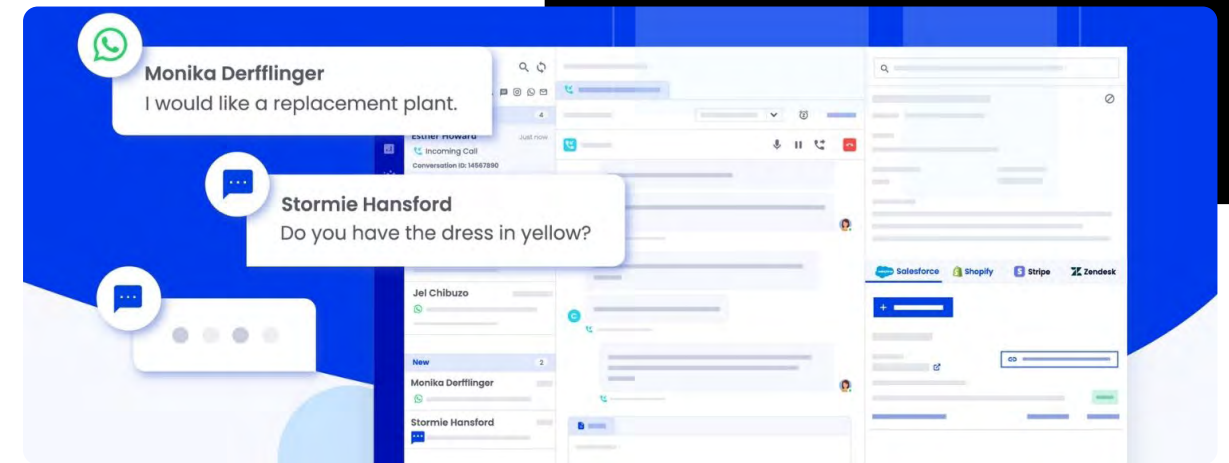 Monika Derfflinger
I would like a replacement plant.
4
Esther Howard
Just now
Incoming Call
Conversation ID: 14567890
Stormie Hansford
Do you have the dress in yellow?
Salesforce
Shopify
Stripe
Zendesk
Jel Chibuzo
New
2
Monika Derfflinger
Stormie Hansford